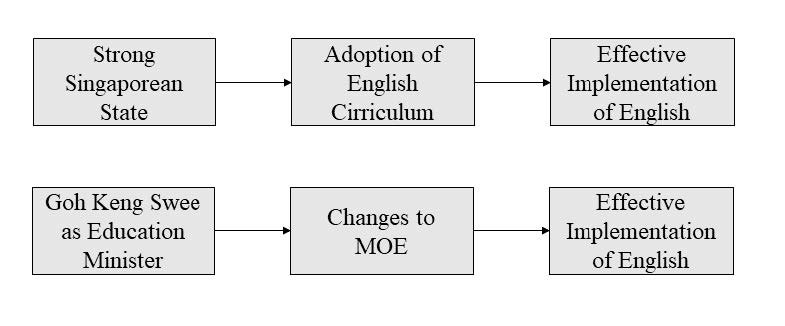 Strong
Singaporean
State
Adoption of
English
Cirriculum
Effective
Implementation
of English
Goh Keng Swee
as Education
Minister
Changes to
MOE
Effective
Implementation
of English